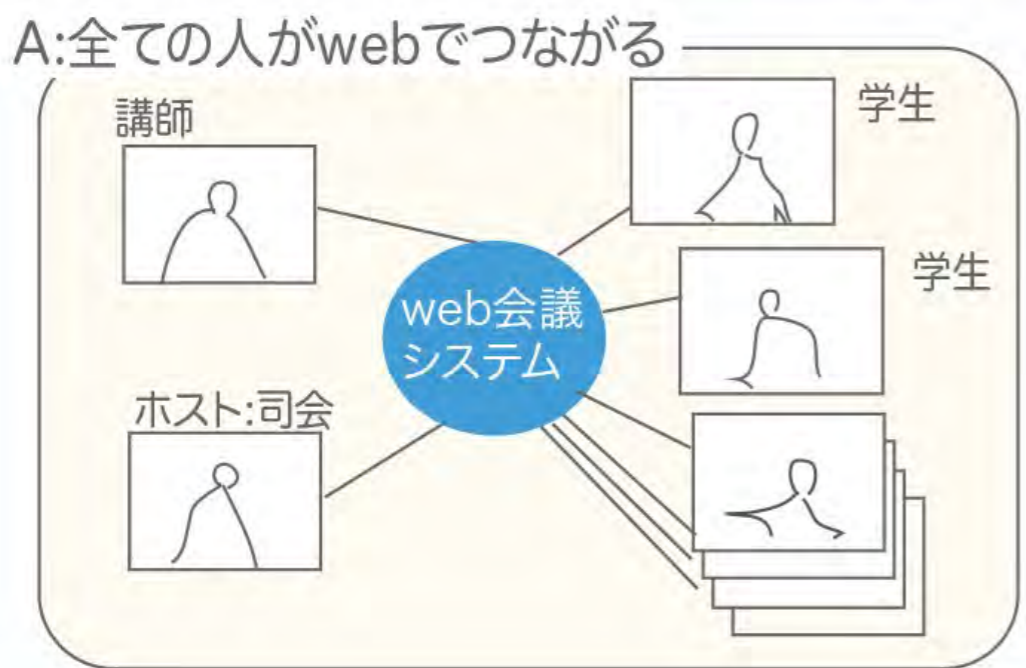 A:全ての人がwebでつながる
講師
学生
学生
web会議
システム
ホスト:司会